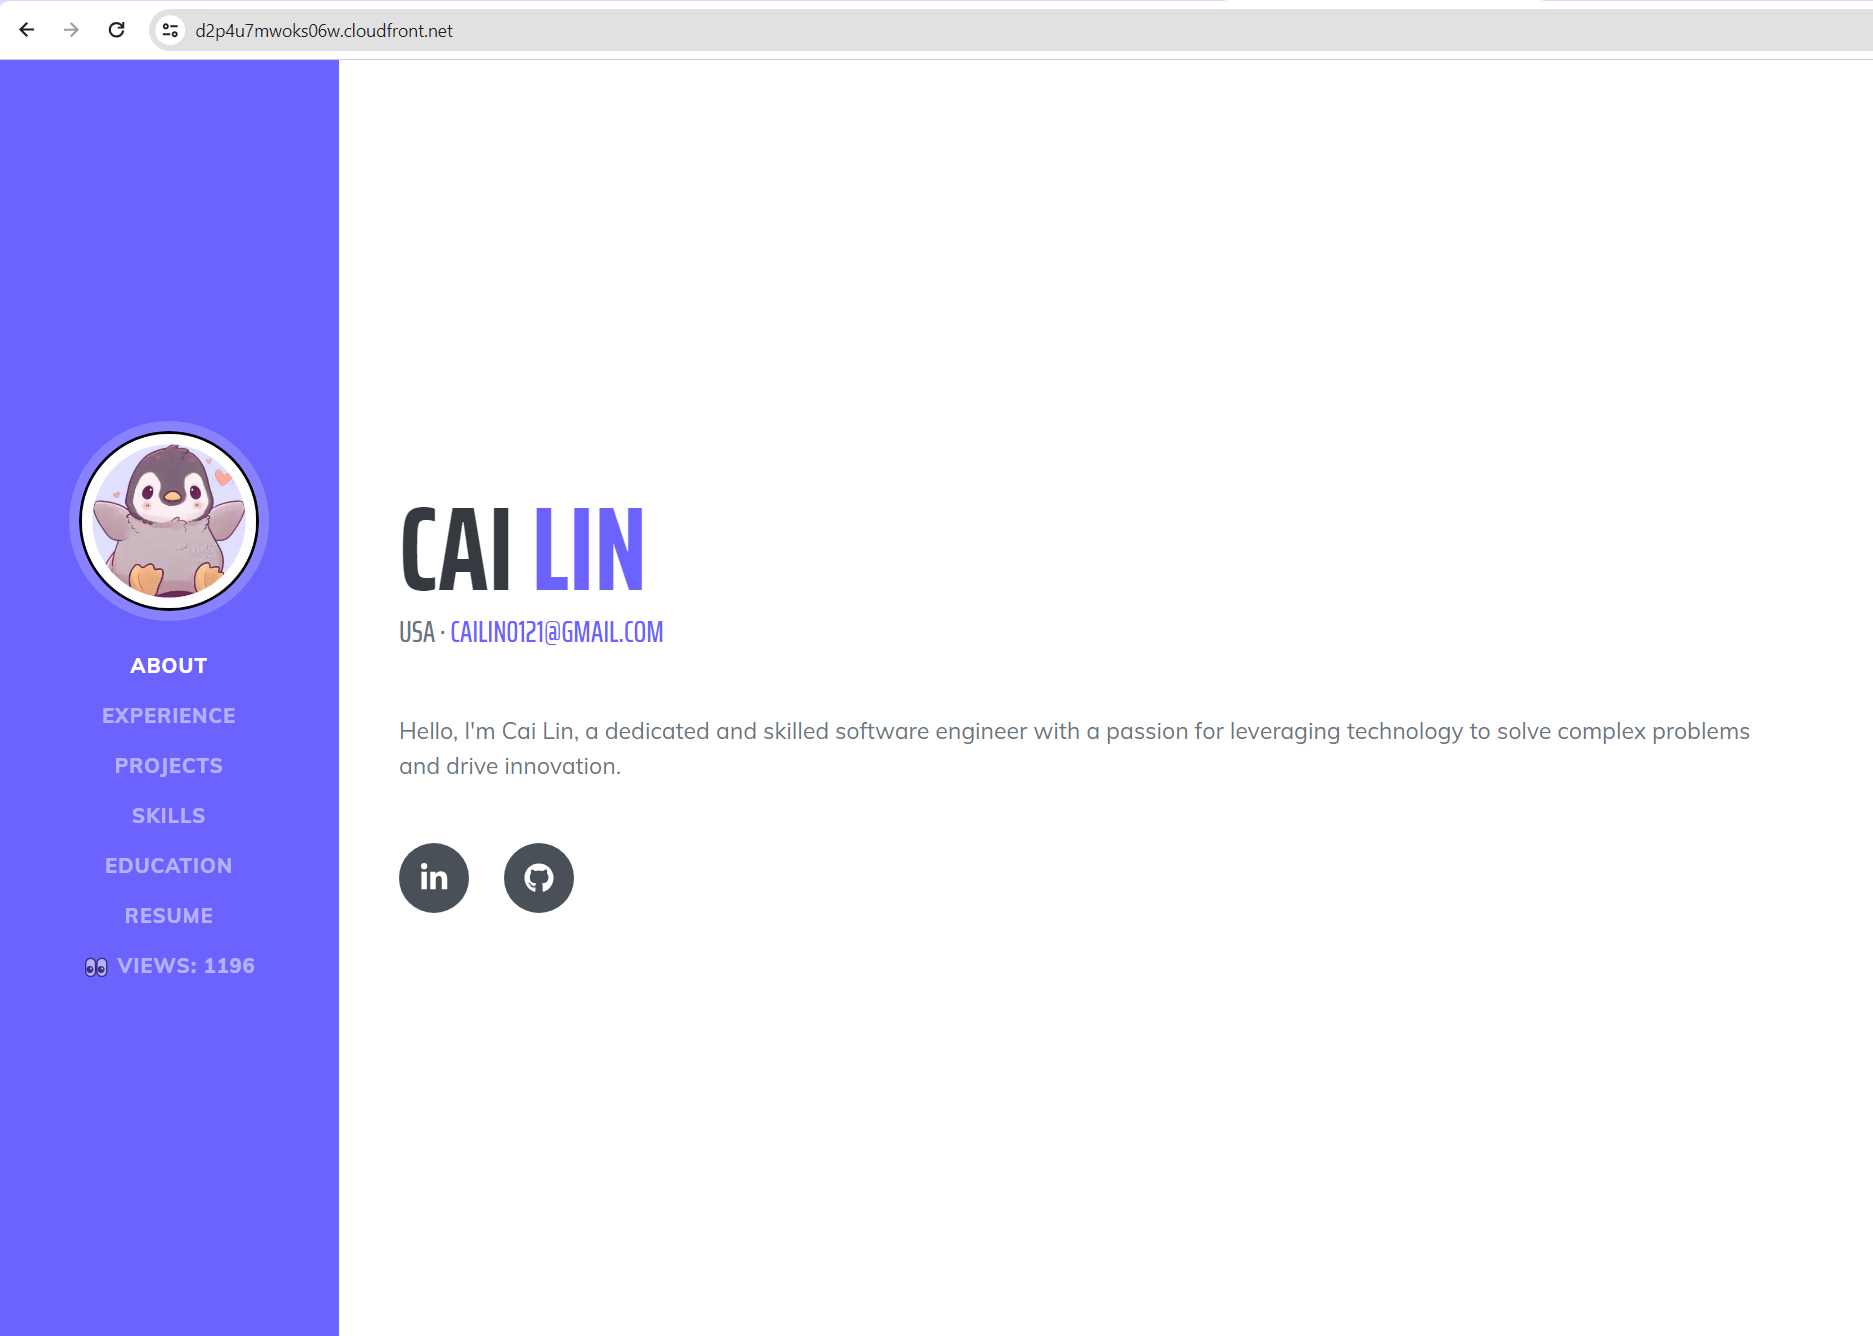 d2p4u7mwoks06w.cloudfront.net
ABOUT
EXPERIENCE
PROJECTS
SKILLS
EDUCATION
RESUME
👀 VIEWS: 1196
CAI LIN
USA · CAILIN0121@GMAIL.COM
Hello, I'm Cai Lin, a dedicated and skilled software engineer with a passion for leveraging technology to solve complex problems
and drive innovation.
in